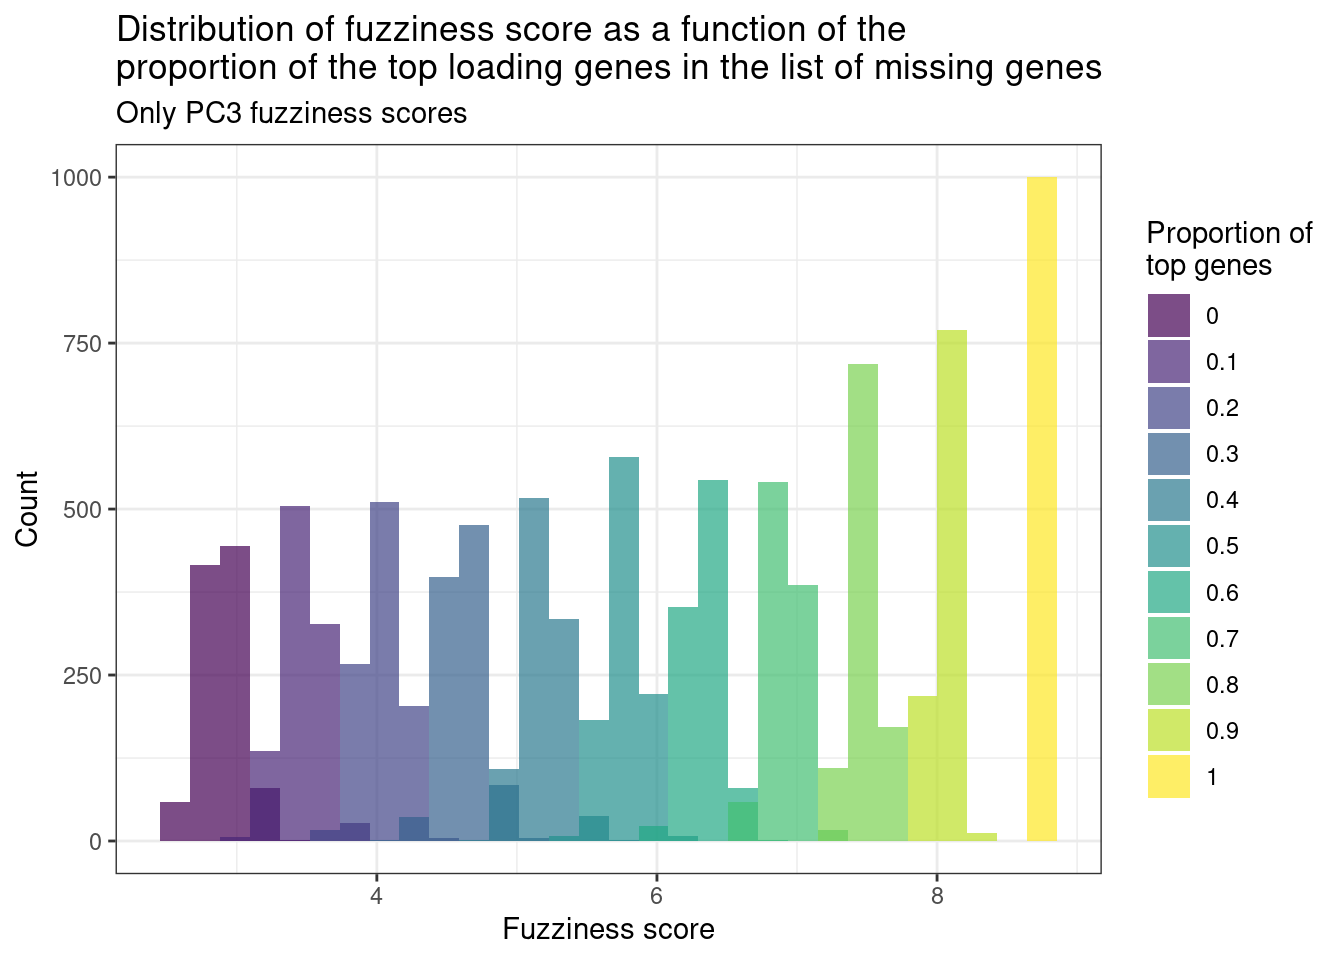 Distribution of fuzziness score as a function of the
proportion of the top loading genes in the list of missing genes
Only PC3 fuzziness scores
Count
1000
750
500
250
0
4
6
8
Fuzziness score
Proportion of
top genes
0
0.1
0.2
0.3
0.4
0.5
0.6
0.7
0.8
0.9
1